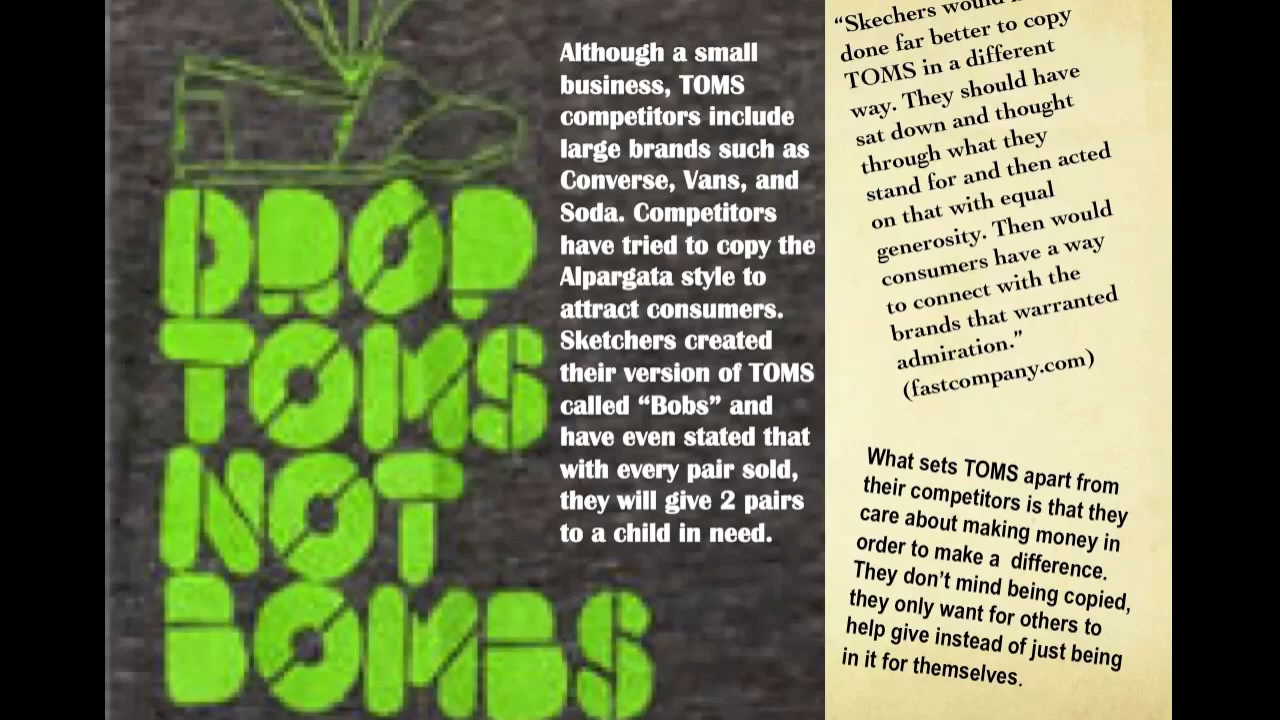 DROP
TOMS
NOT
BOMBS
Although a small
business, TOMS
competitors include
large brands such as
Converse, Vans, and
Soda. Competitors
have tried to copy the
Alpargata style to
attract consumers.
Sketchers created
their version of TOMS
called “Bobs” and
have even stated that
with every pair sold,
they will give 2 pairs
to a child in need.
“Skechers would
done far better to copy
TOMS in a different
way. They should have
sat down and thought
through what they
stand for and then acted
on that with equal
generosity. Then would
consumers have a way
to connect with the
brands that warranted
admiration.”
(fastcompany.com)
What sets TOMS apart from
their competitors is that they
care about making money in
order to make a difference.
They don’t mind being copied,
they only want for others to
help give instead of just being
in it for themselves.